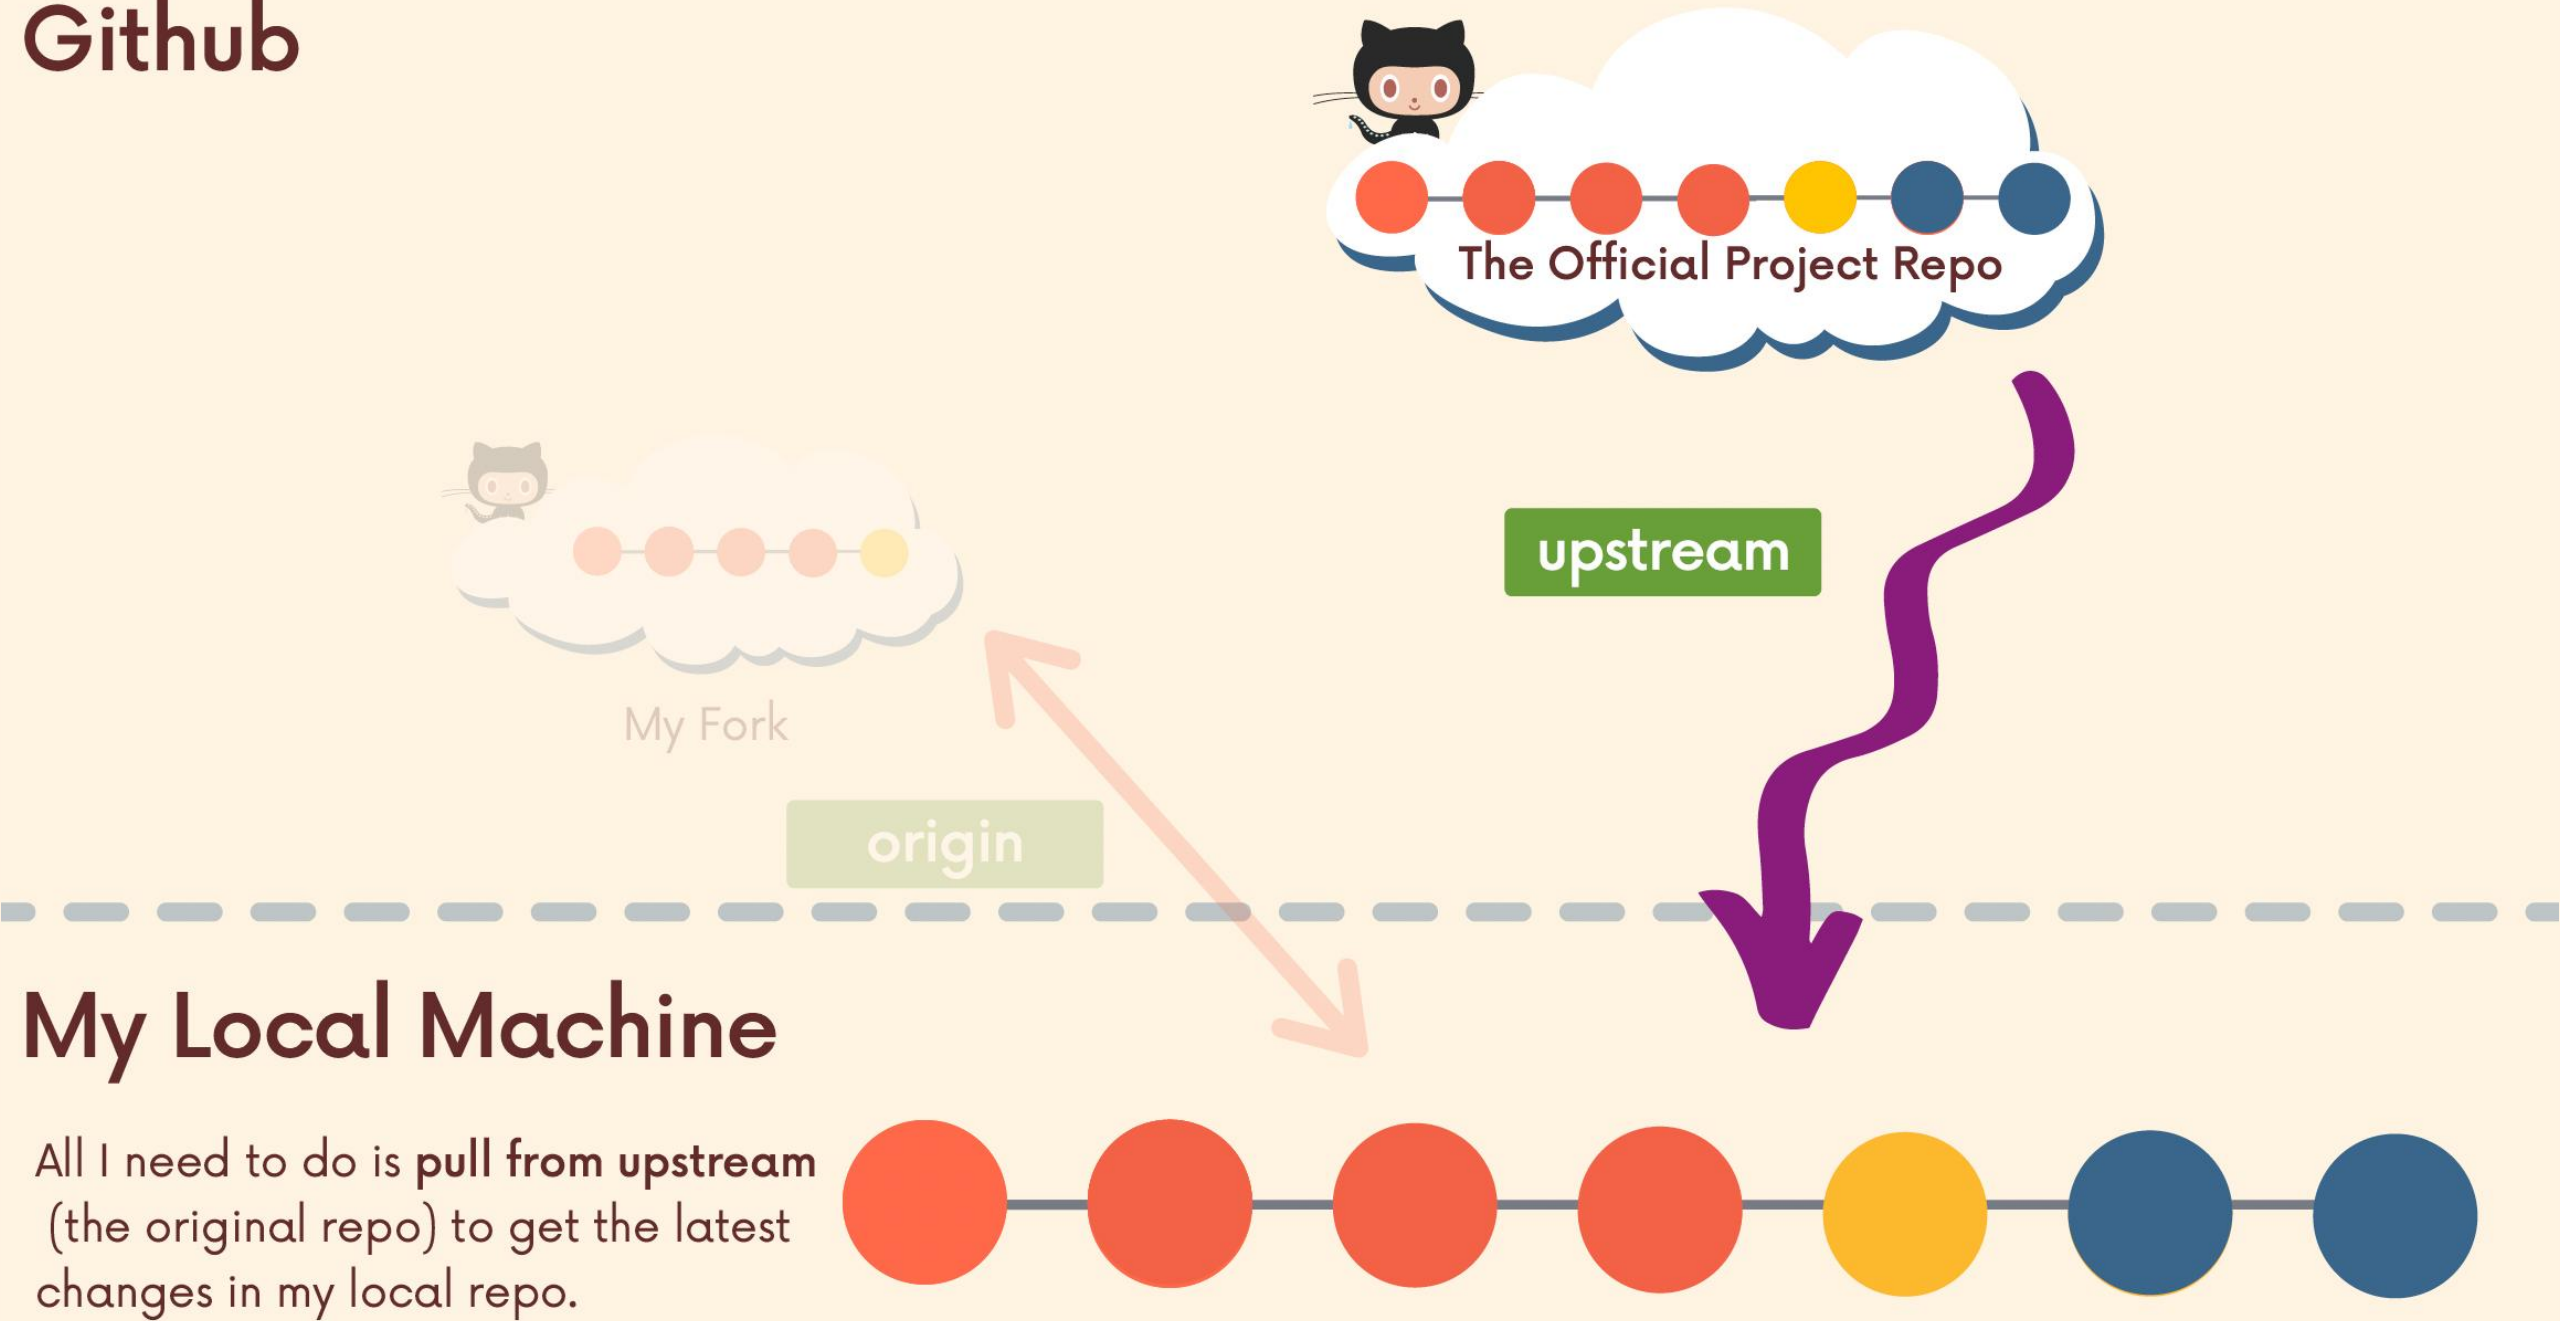 Github
The Official Project Repo
upstream
My Fork
origin
My Local Machine
All I need to do is pull from upstream
(the original repo) to get the latest
changes in my local repo.